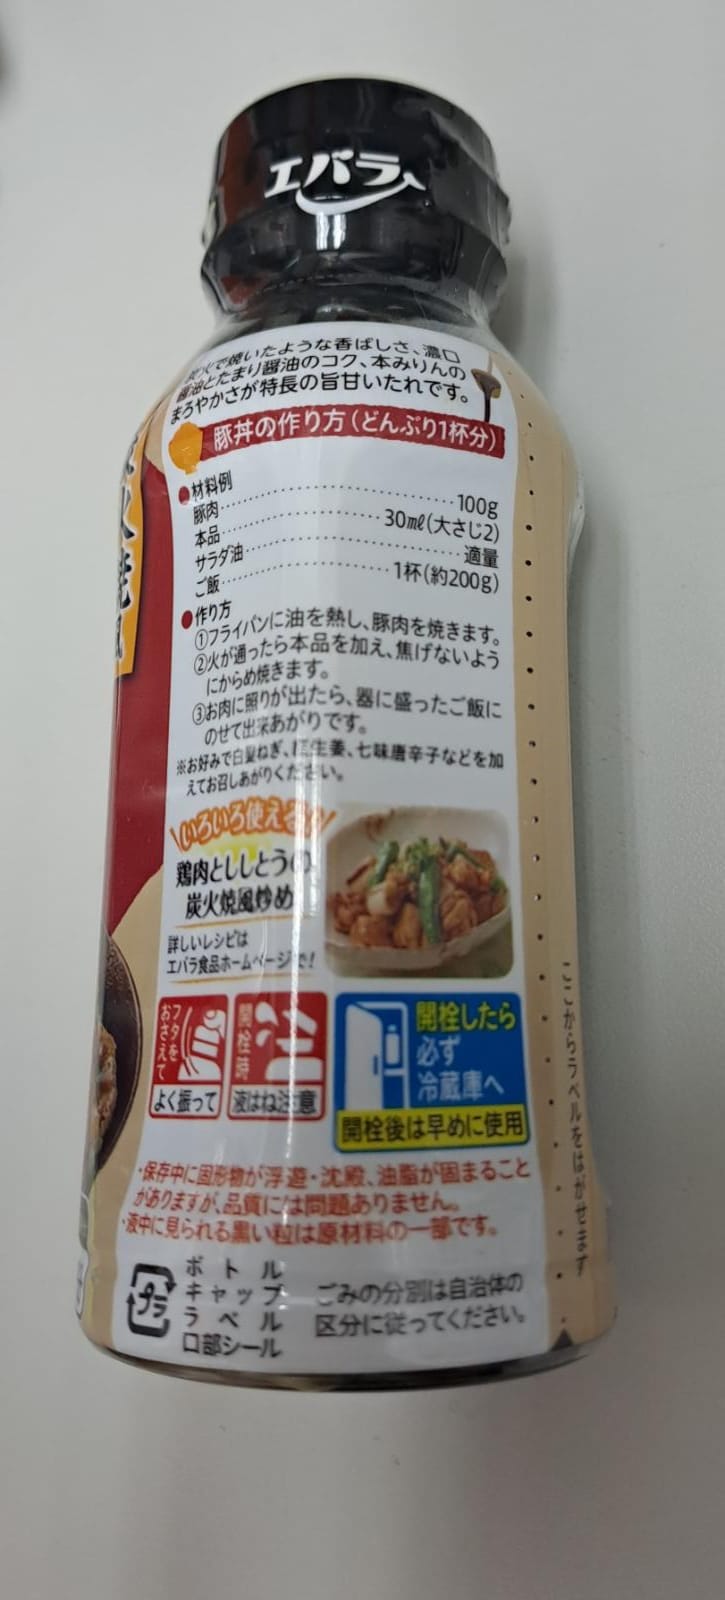 エバラ
炭火で焼いたような香ばしさ、濃口
醤油とたまり醤油のコク、本みりんの
まろやかさが特長の旨甘いたれです。
豚丼の作り方(どんぶり1杯分)
●材料例
豚肉……100g
本品……30㎖(大さじ2)
サラダ油……適量
ご飯……1杯(約200g)
●作り方
①フライパンに油を熱し、豚肉を焼きます。
②火が通ったら本品を加え、焦げないよう
にからめ焼きます。
③お肉に照りが出たら、器に盛ったご飯に
のせて出来あがりです。
※お好みで白髪ねぎ、紅生姜、七味唐辛子などを加
えてお召しあがりください。
いろいろ使える!
鶏肉とししとうの
炭火焼風炒め
詳しいレシピは
エバラ食品ホームページで!
フタを
おさえて
よく振って
開栓時
液はね注意
開栓したら
必ず
冷蔵庫へ
開栓後は早めに使用
・保存中に固形物が浮遊・沈殿、油脂が固まること
がありますが、品質には問題ありません。
・液中に見られる黒い粒は原材料の一部です。
プラ
ボトル
キャップ
ラベル
口部シール
ごみの分別は自治体の
区分に従ってください。
ここからラベルをはがせます